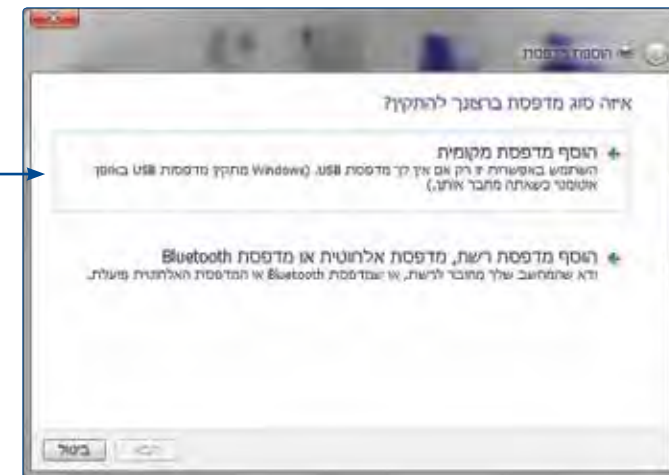 הוספת מדפסת
איזה סוג מדפסת ברצונך להתקין?
הוסף מדפסת מקומית
השתמש באפשרות זו רק אם אין לך מדפסת USB. (Windows מתקין מדפסות USB באופן
אוטומטי כשאתה מחבר אותן.)
הוסף מדפסת רשת, מדפסת אלחוטית או מדפסת Bluetooth
ודא שהמחשב שלך מחובר לרשת, או שמדפסת Bluetooth או המדפסת האלחוטית פועלת.
הבא
ביטול